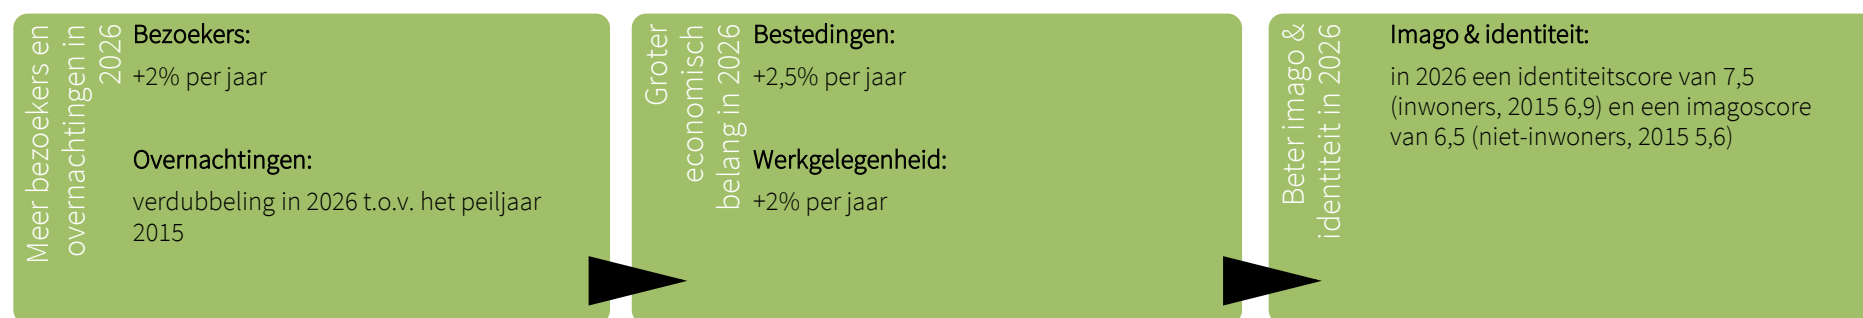 Meer bezoekers en
overnachtingen in
2026
Bezoekers:
+2% per jaar
Overnachtingen:
verdubbeling in 2026 t.o.v. het peiljaar
2015
Groter
economisch
belang in 2026
Bestedingen:
+2,5% per jaar
Werkgelegenheid:
+2% per jaar
Beter imago &
identiteit in 2026
Imago & identiteit:
in 2026 een identiteitscore van 7,5
(inwoners, 2015 6,9) en een imagoscore
van 6,5 (niet-inwoners, 2015 5,6)